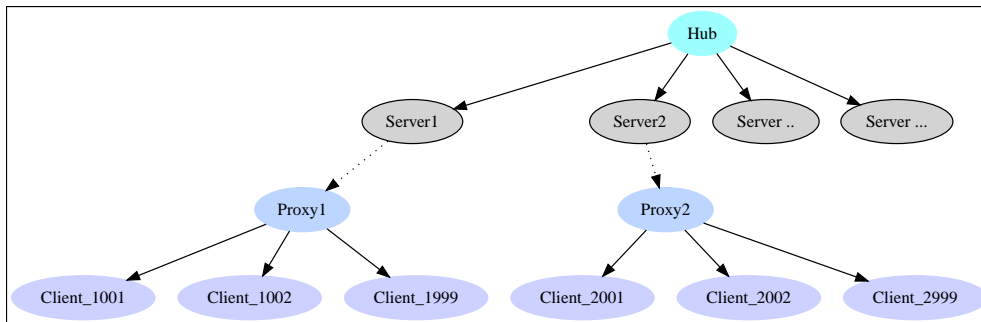 Hub
Server1
Server2
Server ..
Server ...
Proxy1
Proxy2
Client_1001
Client_1002
Client_1999
Client_2001
Client_2002
Client_2999